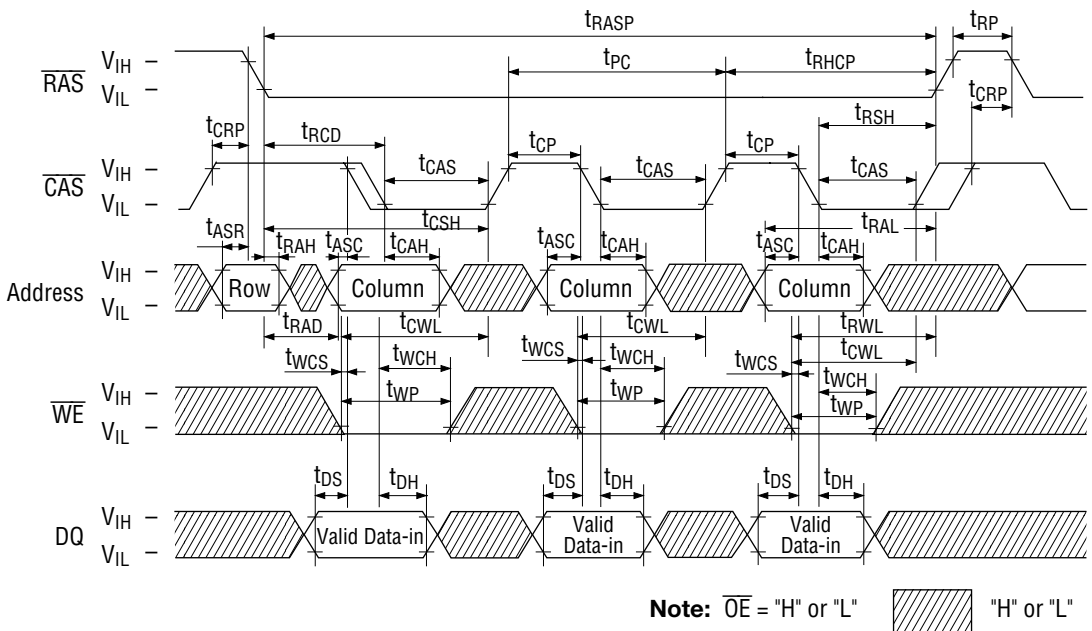 tRASP
tRP
VIH
RAS
VIL
tPC
tRHCP
tCRP
tCRP
tRCD
tRSH
tCP
tCP
VIH
CAS
VIL
tCAS
tCAS
tCAS
tCSH
tRAL
tASR
tRAH
tASC
tCAH
tASC
tCAH
tASC
tCAH
VIH
Address
VIL
Row
Column
Column
Column
tRAD
tCWL
tCWL
tRWL
tCWL
tWCS
tWCH
tWCS
tWCH
tWCS
tWCH
tWP
tWP
tWP
VIH
WE
VIL
tDS
tDH
tDS
tDH
tDS
tDH
VIH
DQ
VIL
Valid Data-in
Valid
Data-in
Valid
Data-in
Note: OE = "H" or "L"
"H" or "L"